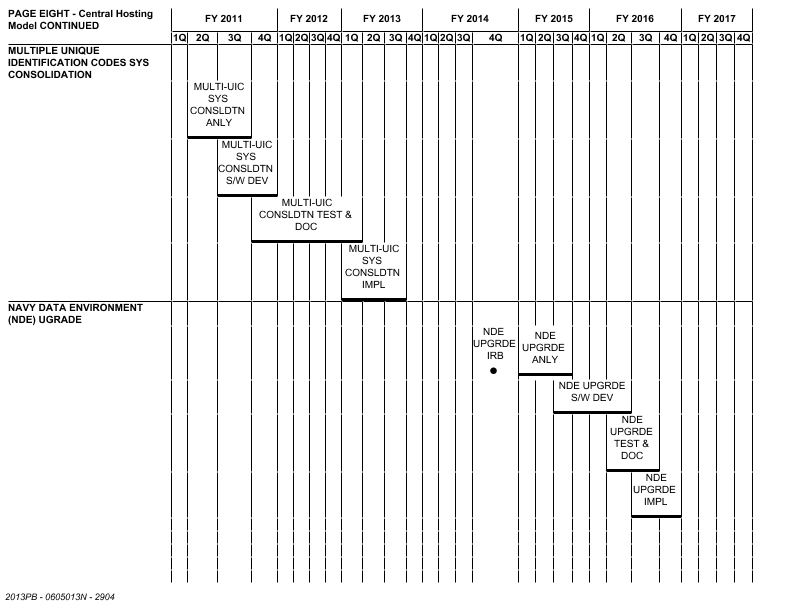 PAGE EIGHT - Central Hosting
Model CONTINUED
FY 2011 FY 2012 FY 2013 FY 2014 FY 2015 FY 2016 FY 2017
1Q 2Q 3Q 4Q 1Q 2Q 3Q 4Q 1Q 2Q 3Q 4Q 1Q 2Q 3Q 4Q 1Q 2Q 3Q 4Q 1Q 2Q 3Q 4Q 1Q 2Q 3Q 4Q
MULTIPLE UNIQUE
IDENTIFICATION CODES SYS
CONSOLIDATION
MULTI-UIC
SYS
CONSLDTN
ANLY
MULTI-UIC
SYS
CONSLDTN
S/W DEV
MULTI-UIC
CONSLDTN TEST &
DOC
MULTI-UIC
SYS
CONSLDTN
IMPL
NAVY DATA ENVIRONMENT
(NDE) UGRADE
NDE
UPGRDE
IRB
NDE
UPGRDE
ANLY
NDE UPGRDE
S/W DEV
NDE
UPGRDE
TEST &
DOC
NDE
UPGRDE
IMPL
2013PB - 0605013N - 2904